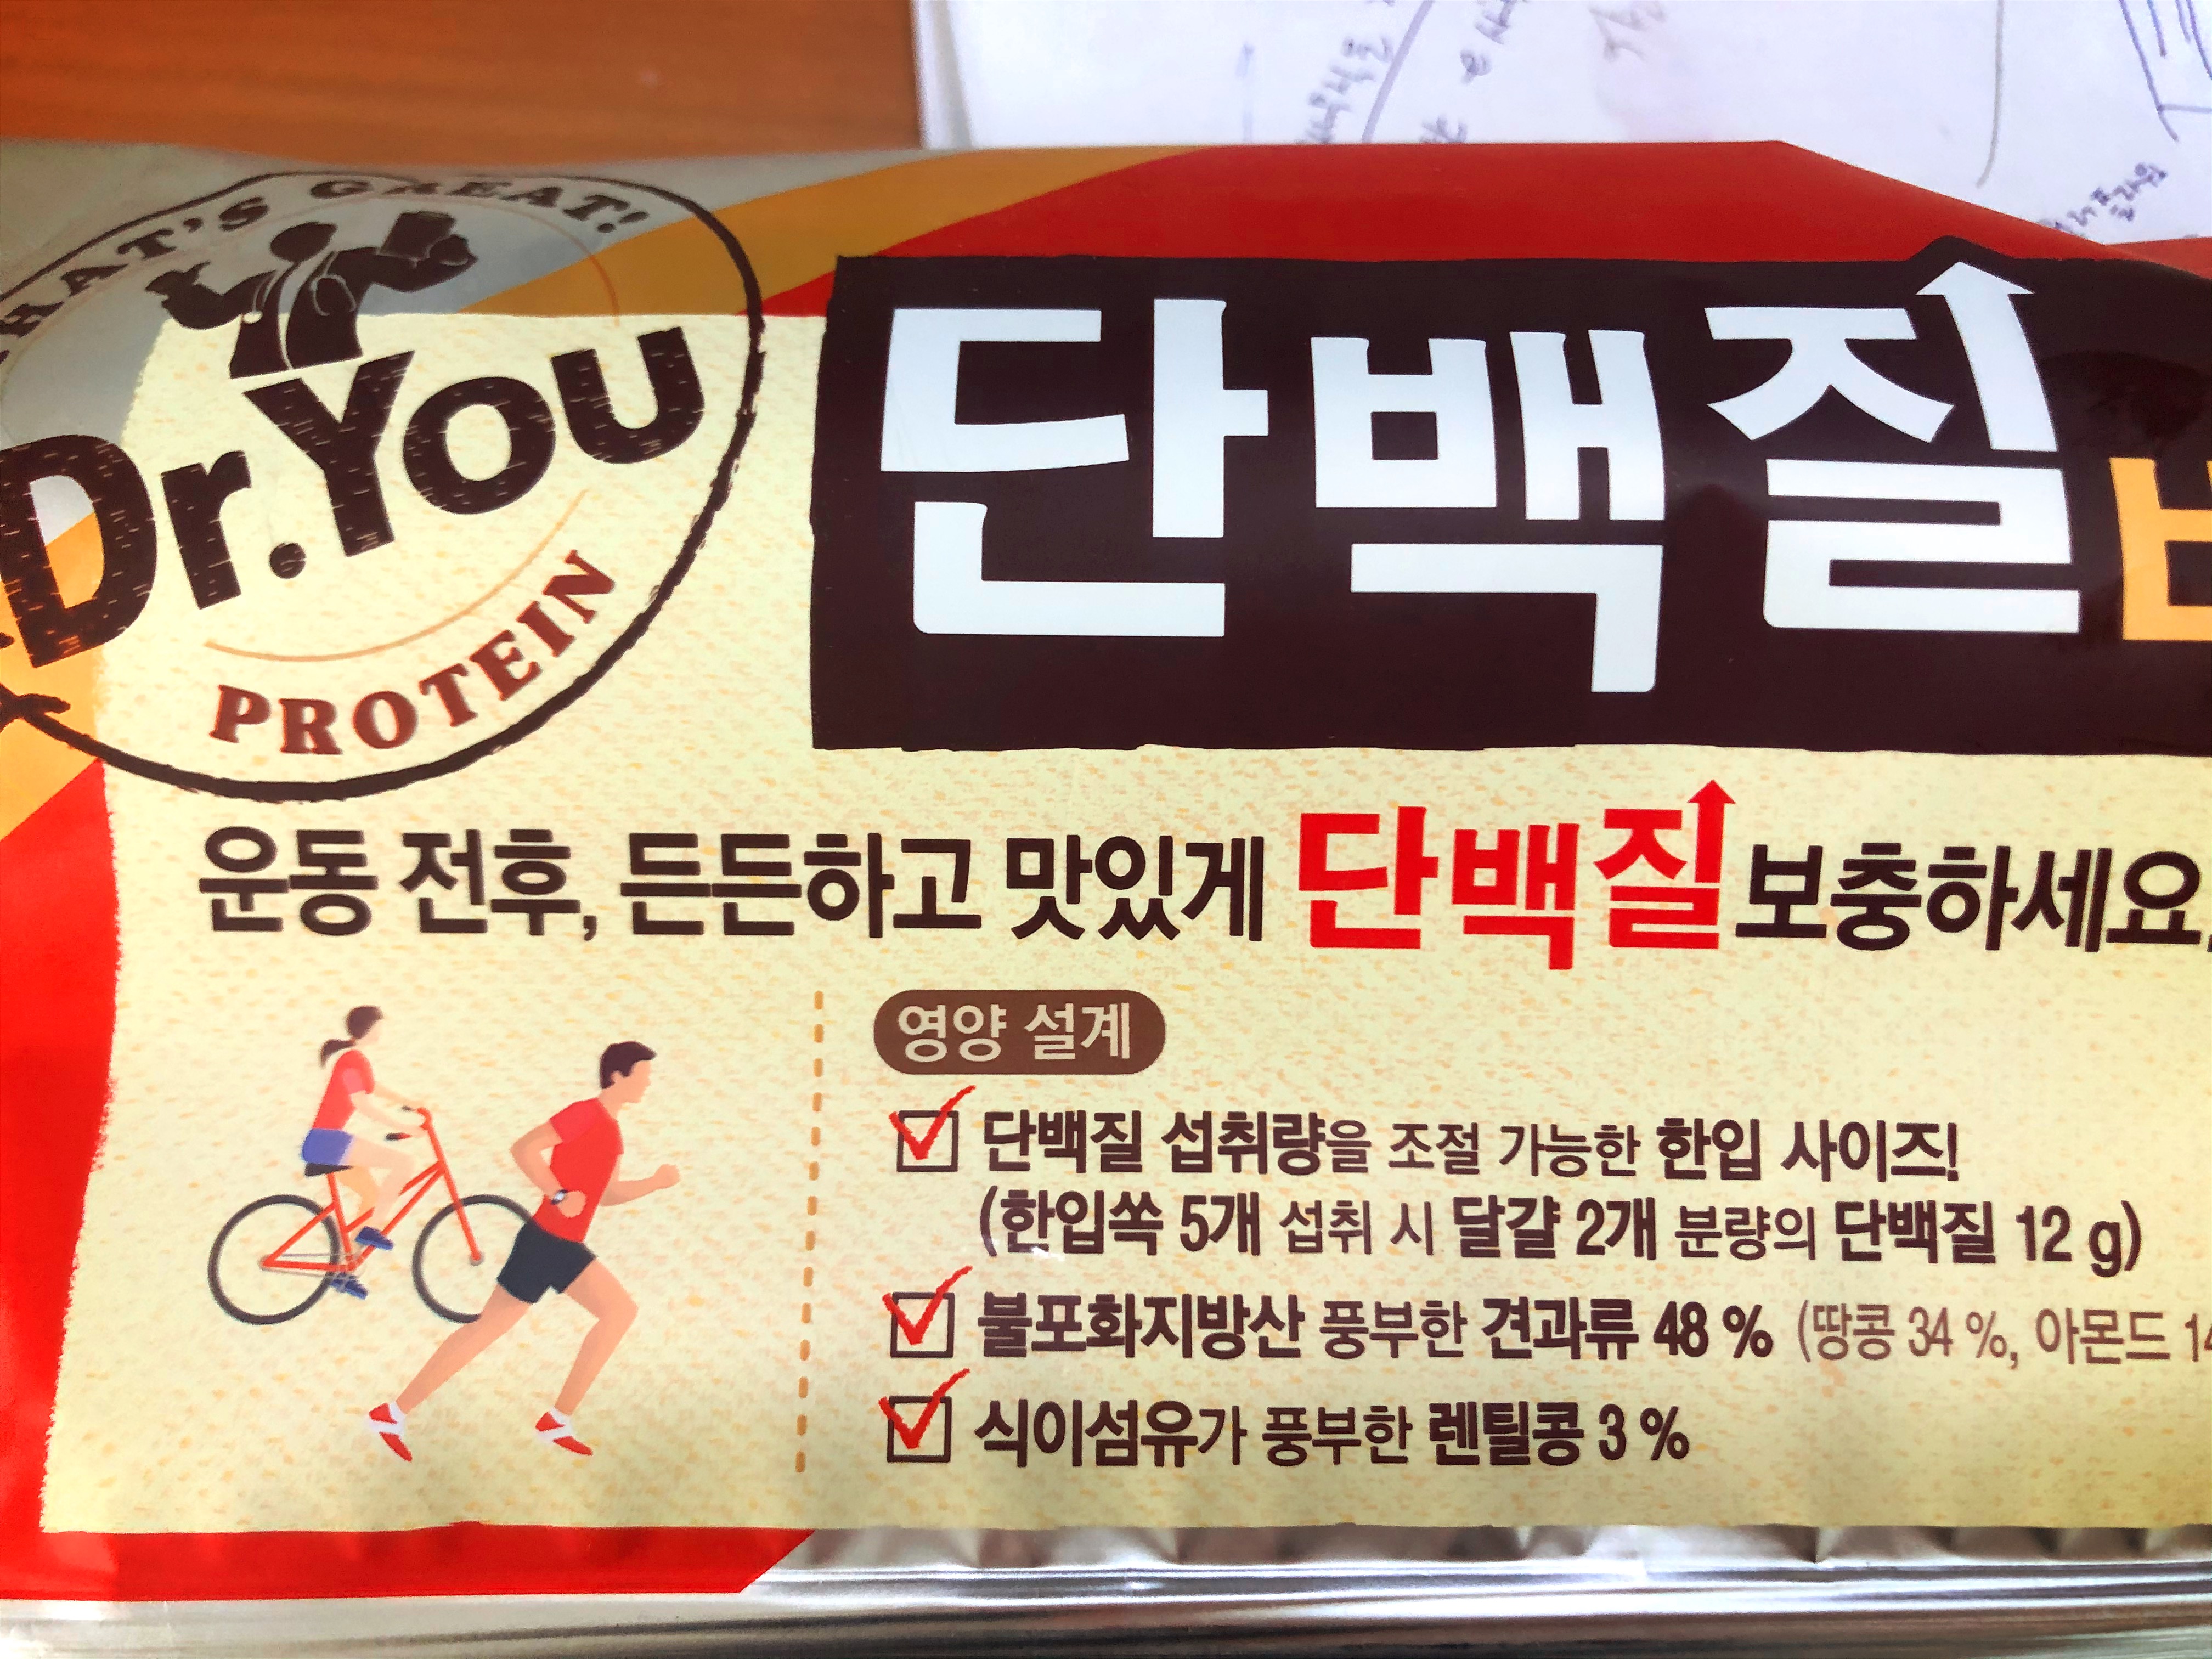 THAT'S GREAT!
Dr.You
PROTEIN
단백질
운동 전후, 든든하고 맛있게 단백질 보충하세요
영양 설계
단백질 섭취량을 조절 가능한 한입 사이즈!
(한입쏙 5개 섭취 시 달걀 2개 분량의 단백질 12 g)
불포화지방산 풍부한 견과류 48 % (땅콩 34 %, 아몬드 14
식이섬유가 풍부한 렌틸콩 3 %